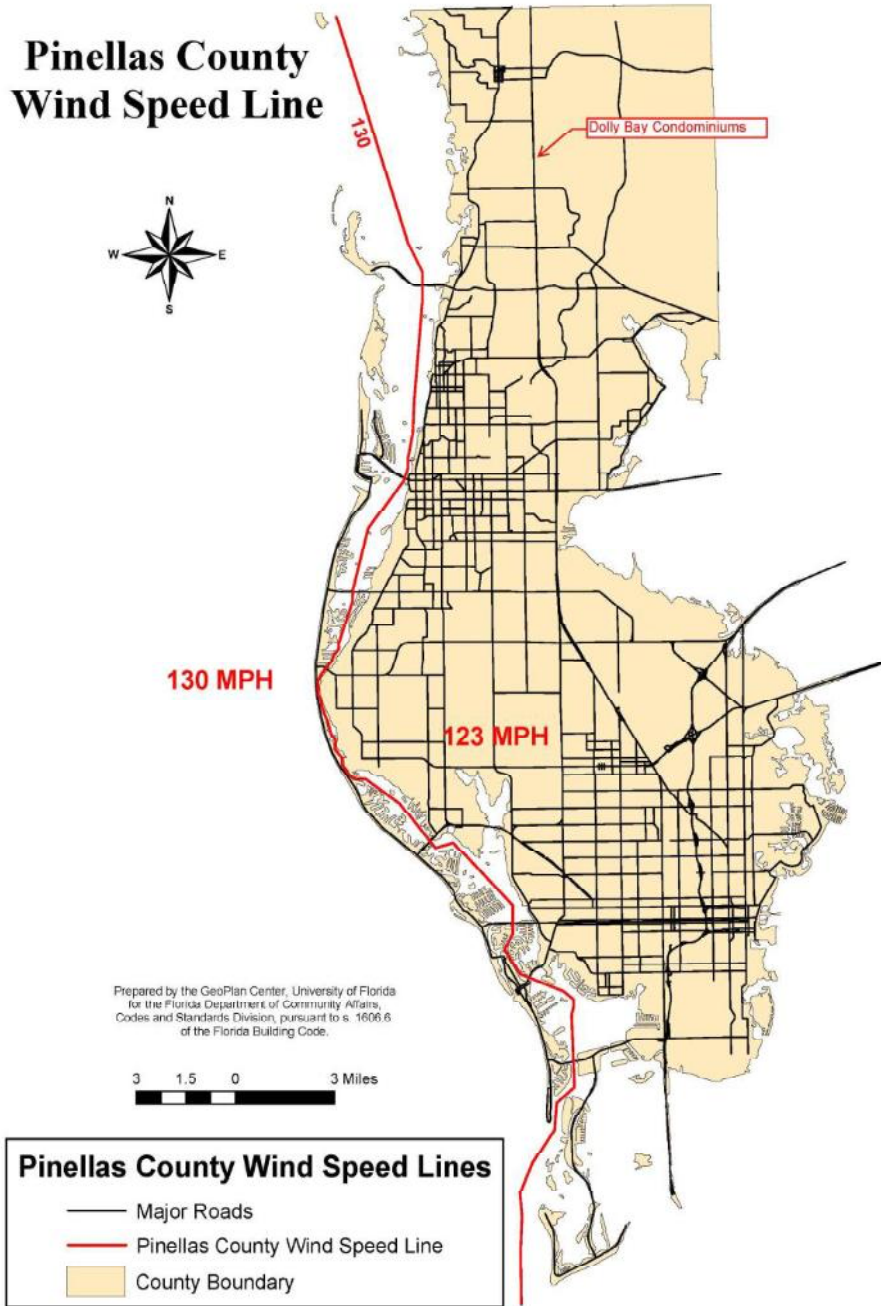 Pinellas County
Wind Speed Line
130
Dolly Bay Condominiums
N
W E
S
130 MPH
123 MPH
Prepared by the GeoPlan Center, University of Florida
for the Florida Department of Community Affairs,
Codes and Standards Division, pursuant to s. 1606.6
of the Florida Building Code.
3 1.5 0 3 Miles
Pinellas County Wind Speed Lines
Major Roads
Pinellas County Wind Speed Line
County Boundary